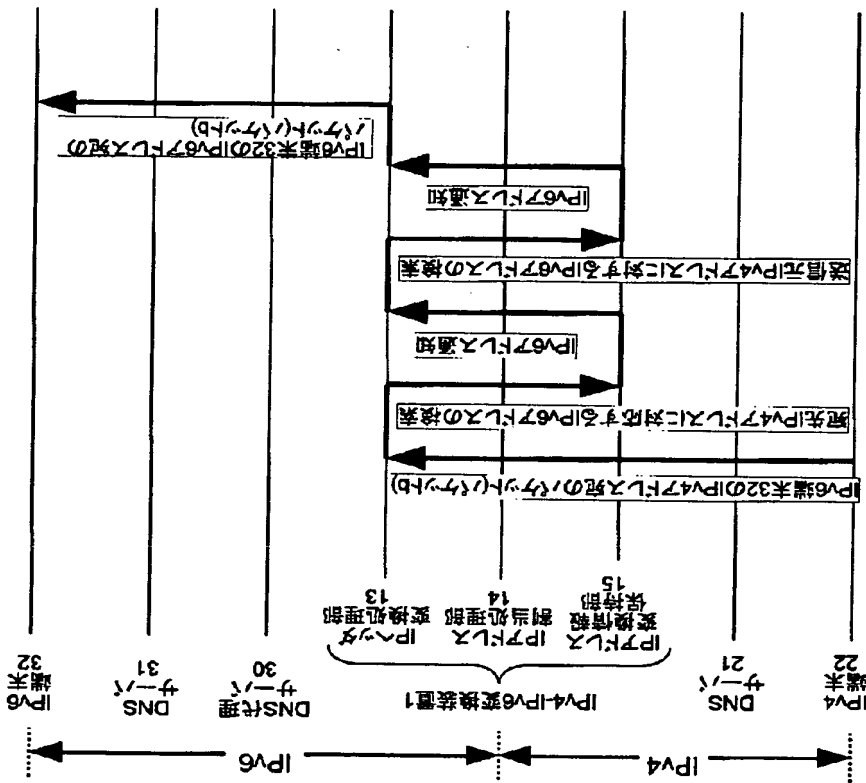 IPv4
IPv6
IPv4
端末
22
DNS
サーバ
21
IPv4-IPv6変換装置1
IPアドレス
変換情報
保持部
15
IPアドレス
割当処理部
14
IPヘッダ
変換処理部
13
DNS代理
サーバ
30
DNS
サーバ
31
IPv6
端末
32
IPv6端末32のIPv4アドレス宛のパケット(パケットb)
宛先IPv4アドレスに対応するIPv6アドレスの検索
IPv6アドレス通知
送信元IPv4アドレスに対するIPv6アドレスの検索
IPv6アドレス通知
IPv6端末32のIPv6アドレス宛の
パケット(パケットb)